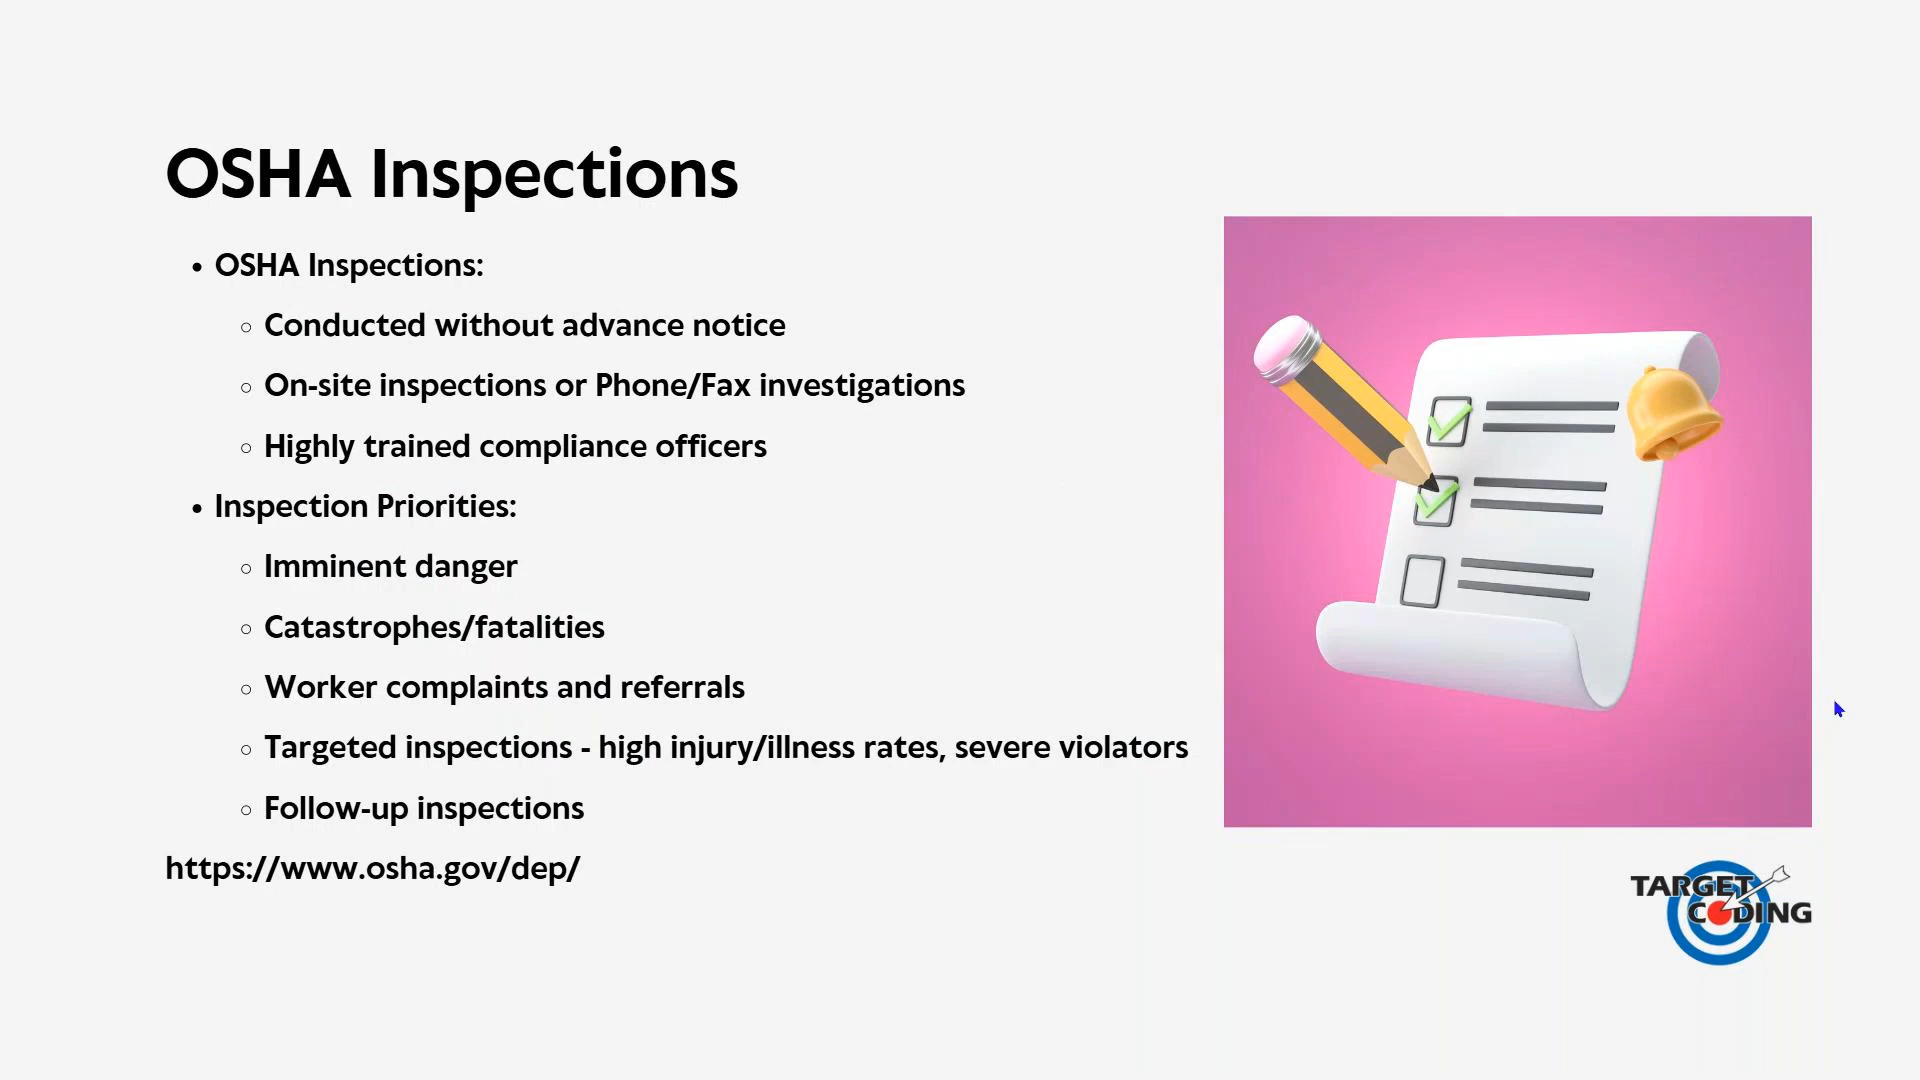 OSHA Inspections
• OSHA Inspections:
◦ Conducted without advance notice
◦ On-site inspections or Phone/Fax investigations
◦ Highly trained compliance officers
• Inspection Priorities:
◦ Imminent danger
◦ Catastrophes/fatalities
◦ Worker complaints and referrals
◦ Targeted inspections - high injury/illness rates, severe violators
◦ Follow-up inspections
https://www.osha.gov/dep/
TARGET
CODING